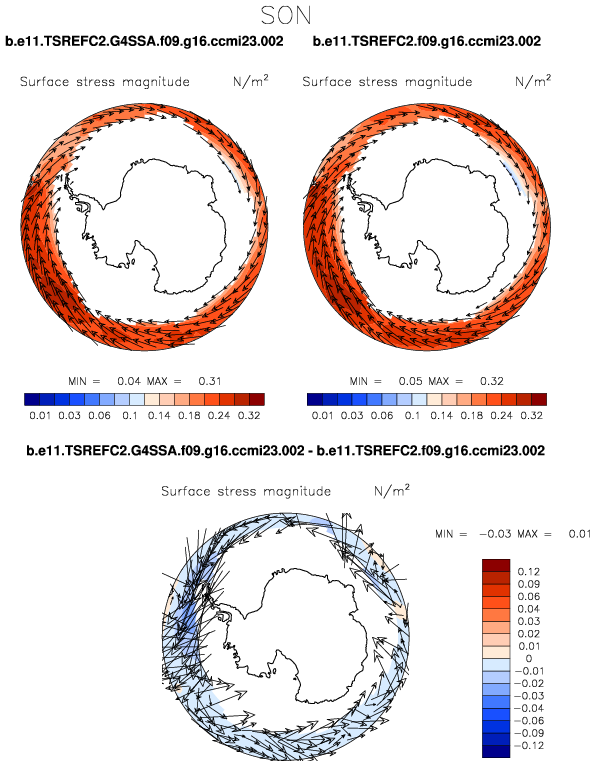 SON
b.e11.TSREFC2.G4SSA.f09.g16.ccmi23.002 b.e11.TSREFC2.f09.g16.ccmi23.002
Surface stress magnitude N/m² Surface stress magnitude N/m²
MIN = 0.04 MAX = 0.31 MIN = 0.05 MAX = 0.32
0.01 0.03 0.06 0.1 0.14 0.18 0.24 0.32 0.01 0.03 0.06 0.1 0.14 0.18 0.24 0.32
b.e11.TSREFC2.G4SSA.f09.g16.ccmi23.002 - b.e11.TSREFC2.f09.g16.ccmi23.002
Surface stress magnitude N/m²
MIN = -0.03 MAX = 0.01
0.12
0.09
0.06
0.04
0.03
0.02
0.01
0
-0.01
-0.02
-0.03
-0.04
-0.06
-0.09
-0.12